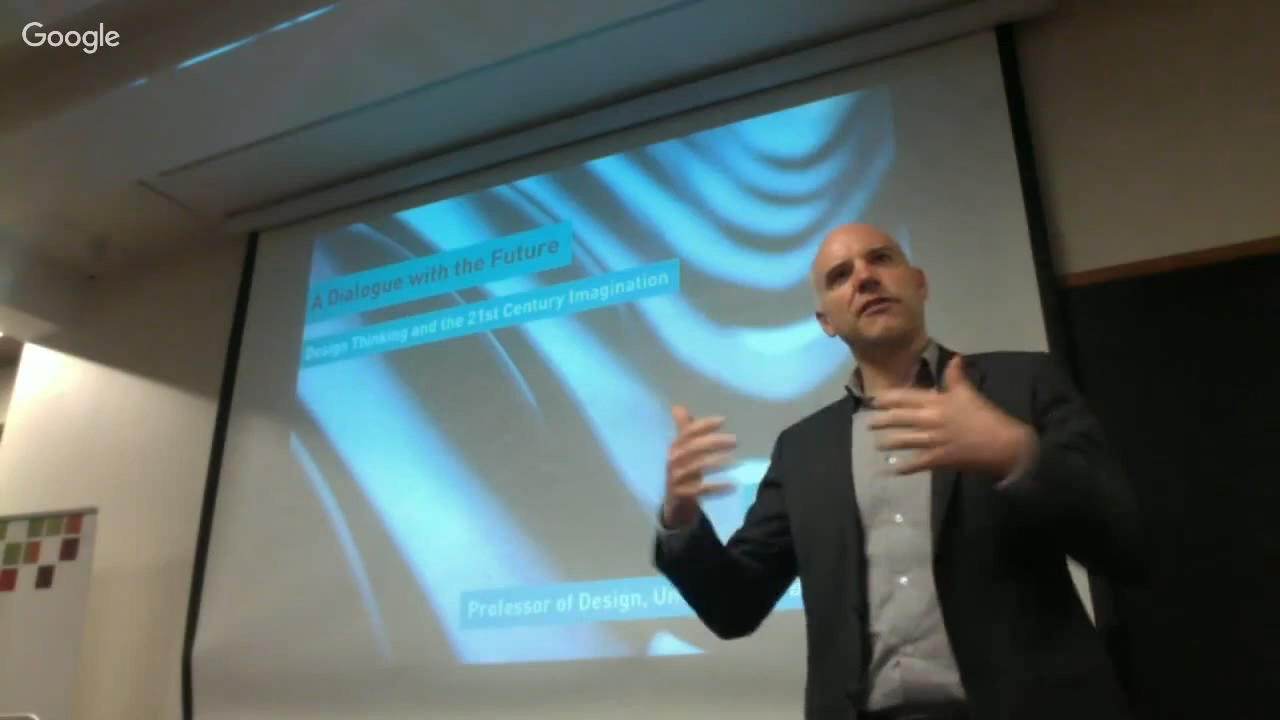 Google
A Dialogue with the Future
Design Thinking and the 21st Century Imagination
Professor of Design,